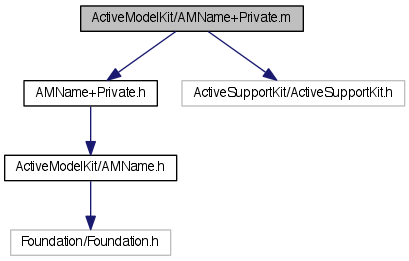 ActiveModelKit/AMName+Private.m
AMName+Private.h
ActiveSupportKit/ActiveSupportKit.h
ActiveModelKit/AMName.h
Foundation/Foundation.h